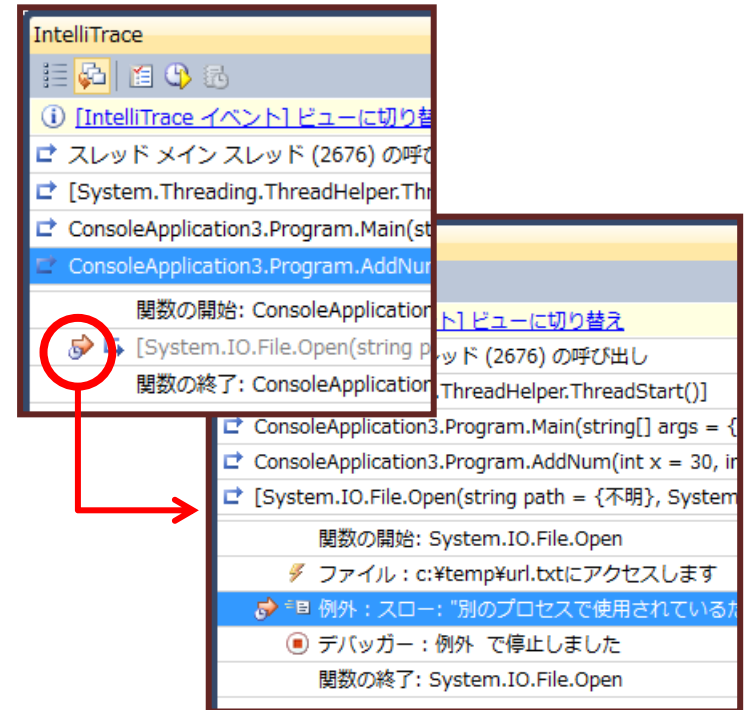 IntelliTrace
[IntelliTrace イベント] ビューに切り替
スレッド メイン スレッド (2676) の呼び
[System.Threading.ThreadHelper.Thr
ConsoleApplication3.Program.Main(st
ConsoleApplication3.Program.AddNur
関数の開始: ConsoleApplication
[System.IO.File.Open(string p
関数の終了: ConsoleApplication
ト] ビューに切り替え
レッド (2676) の呼び出し
.ThreadHelper.ThreadStart()]
ConsoleApplication3.Program.Main(string[] args = {
ConsoleApplication3.Program.AddNum(int x = 30, in
[System.IO.File.Open(string path = {不明}, System
関数の開始: System.IO.File.Open
ファイル : c:¥temp¥url.txtにアクセスします
例外 : スロー: "別のプロセスで使用されているた
デバッガー : 例外 で停止しました
関数の終了: System.IO.File.Open